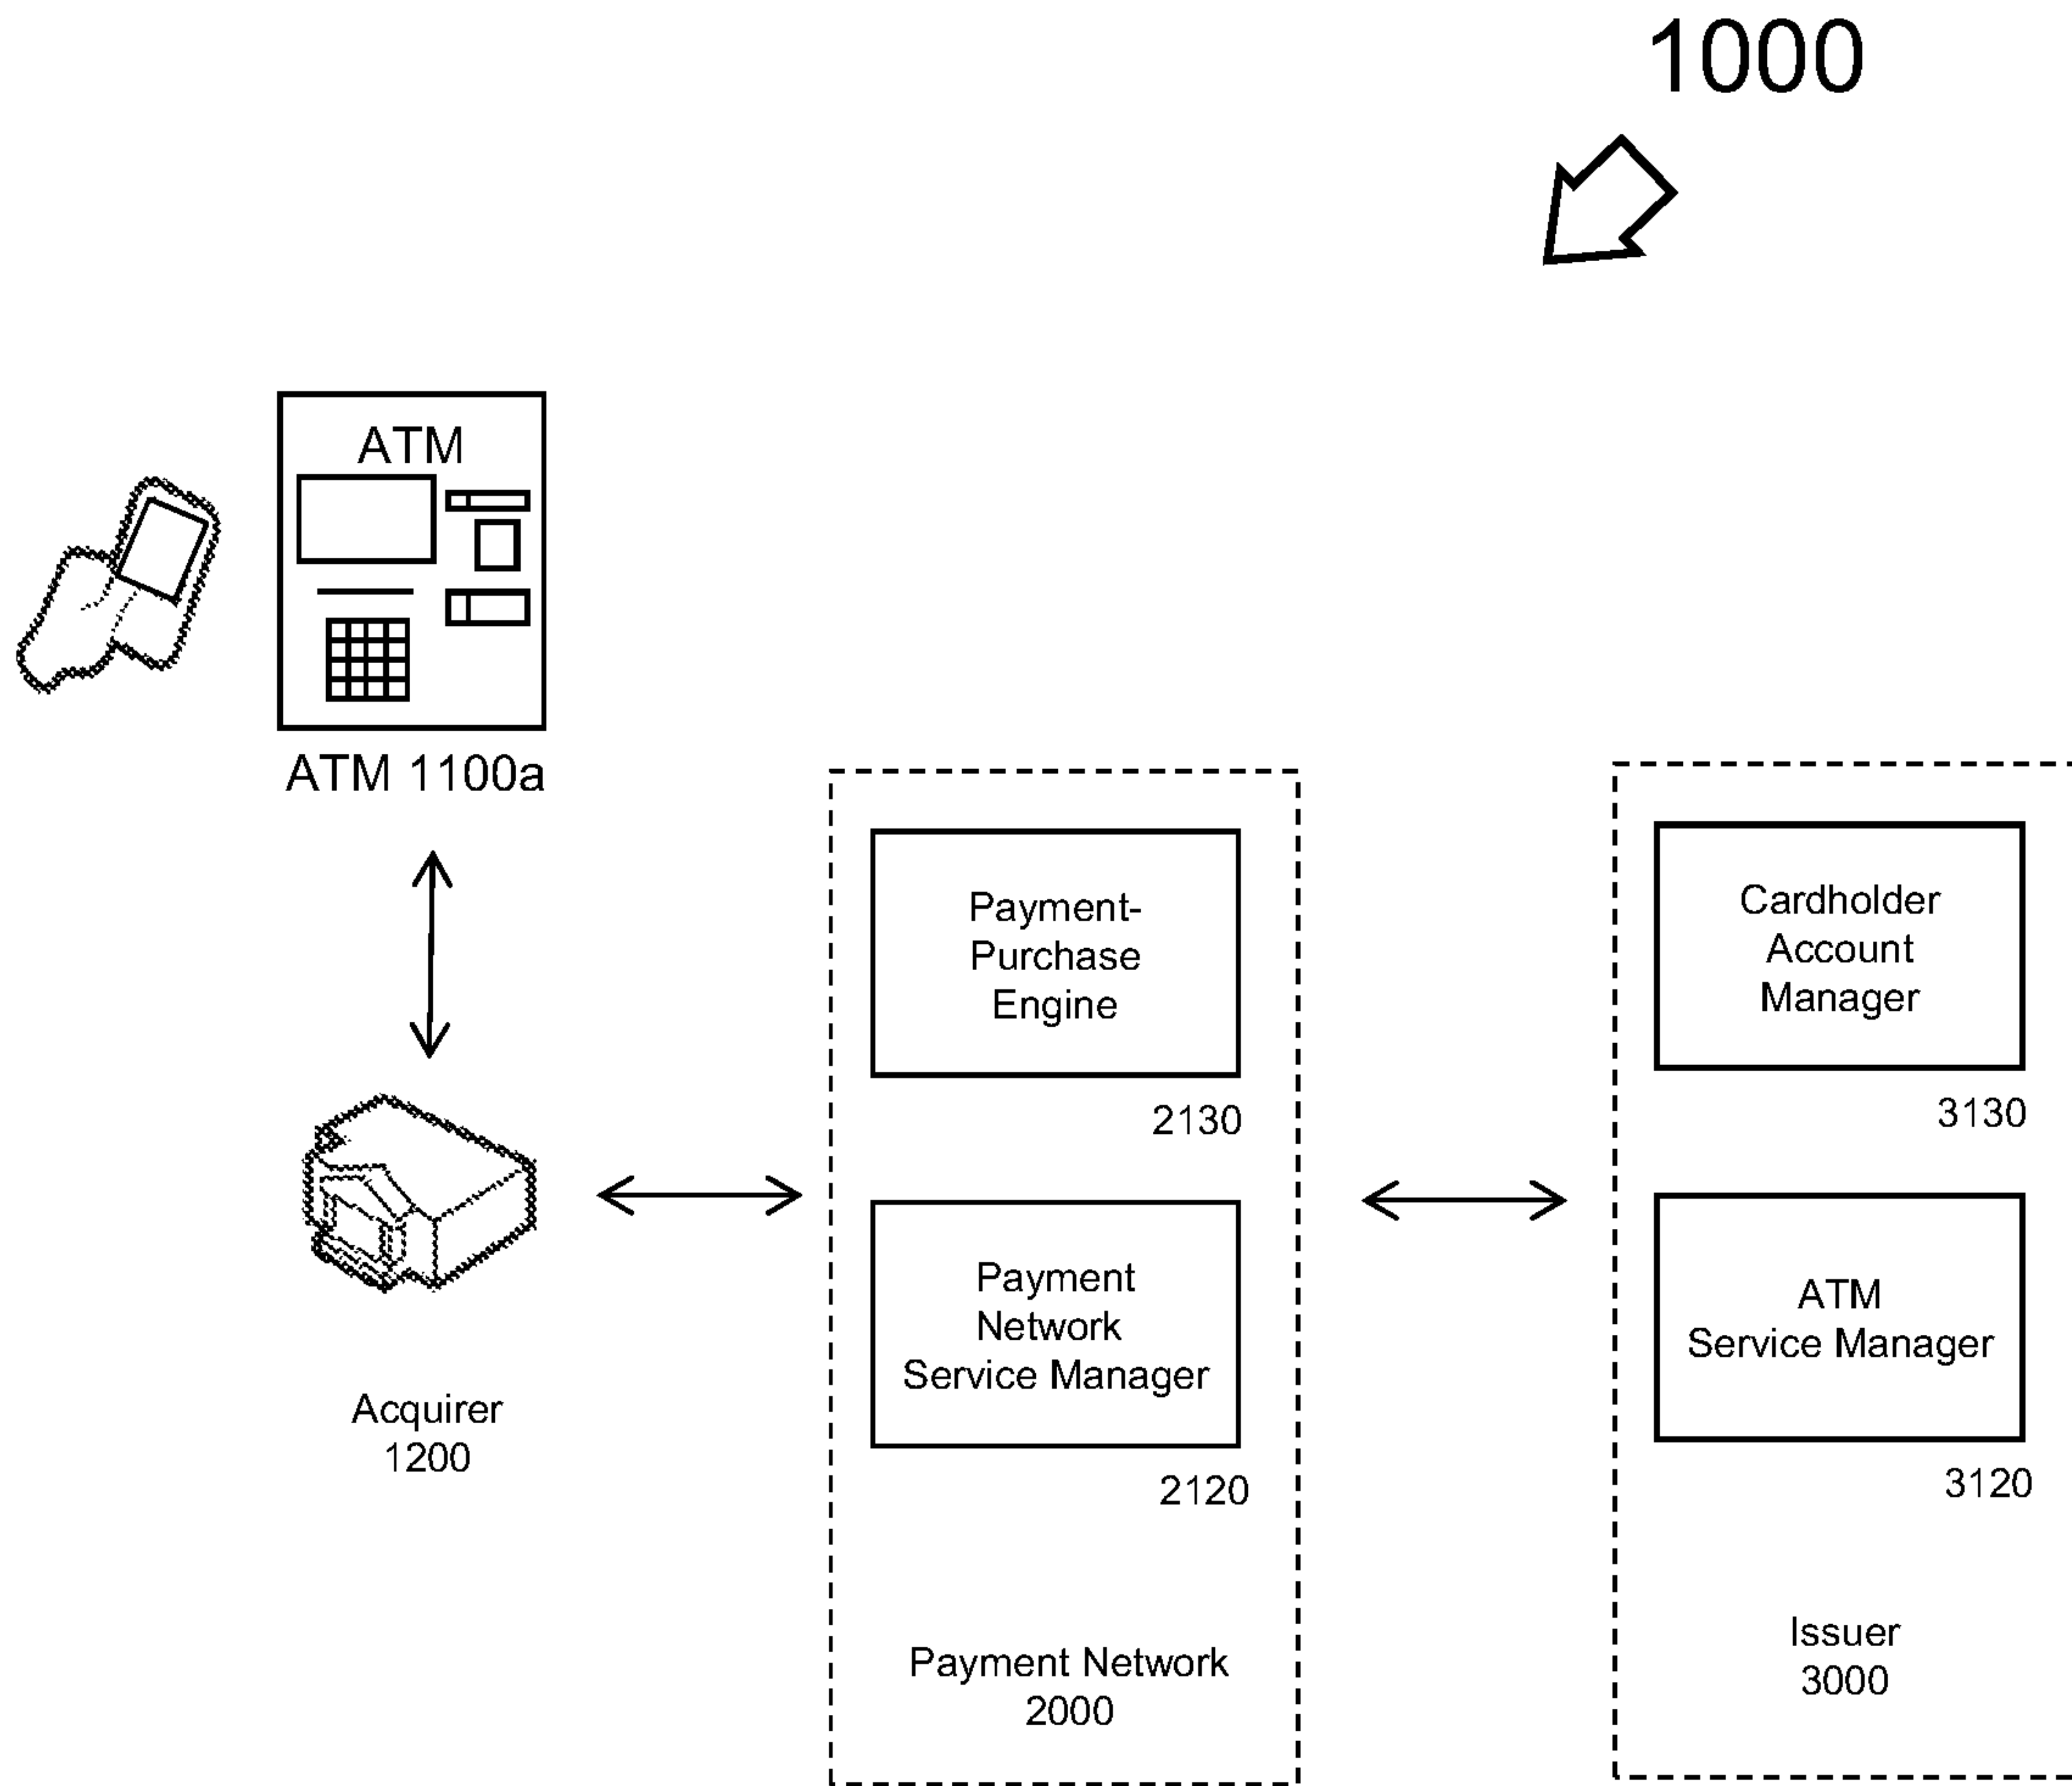 1000
ATM
ATM 1100a
Payment-
Purchase
Engine
2130
Payment
Network
Service Manager
2120
Payment Network
2000
Cardholder
Account
Manager
3130
ATM
Service Manager
3120
Issuer
3000
Acquirer
1200